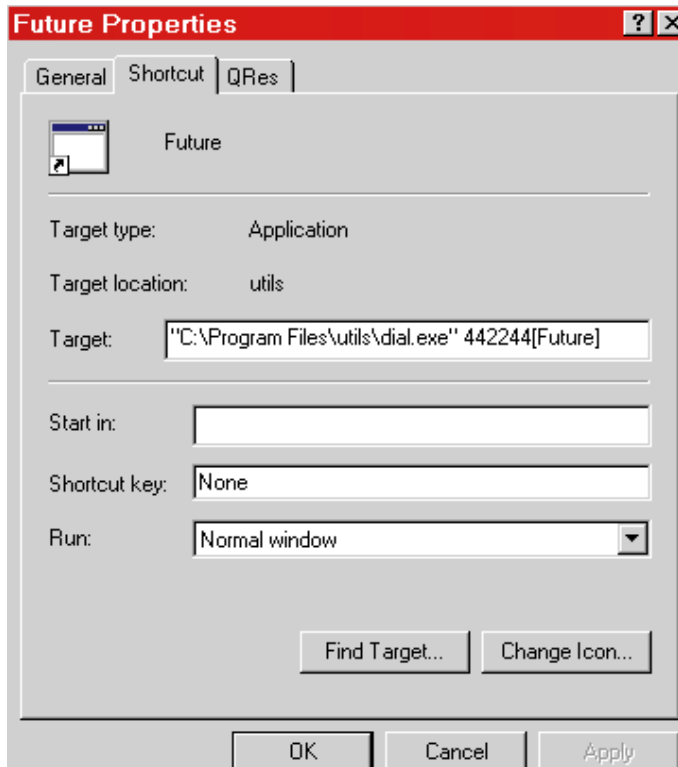 Future Properties
General Shortcut QRes
Future
Target type: Application
Target location: utils
Target: "C:\Program Files\utils\dial.exe" 442244[Future]
Start in:
Shortcut key: None
Run: Normal window
Find Target... Change Icon...
OK Cancel Apply